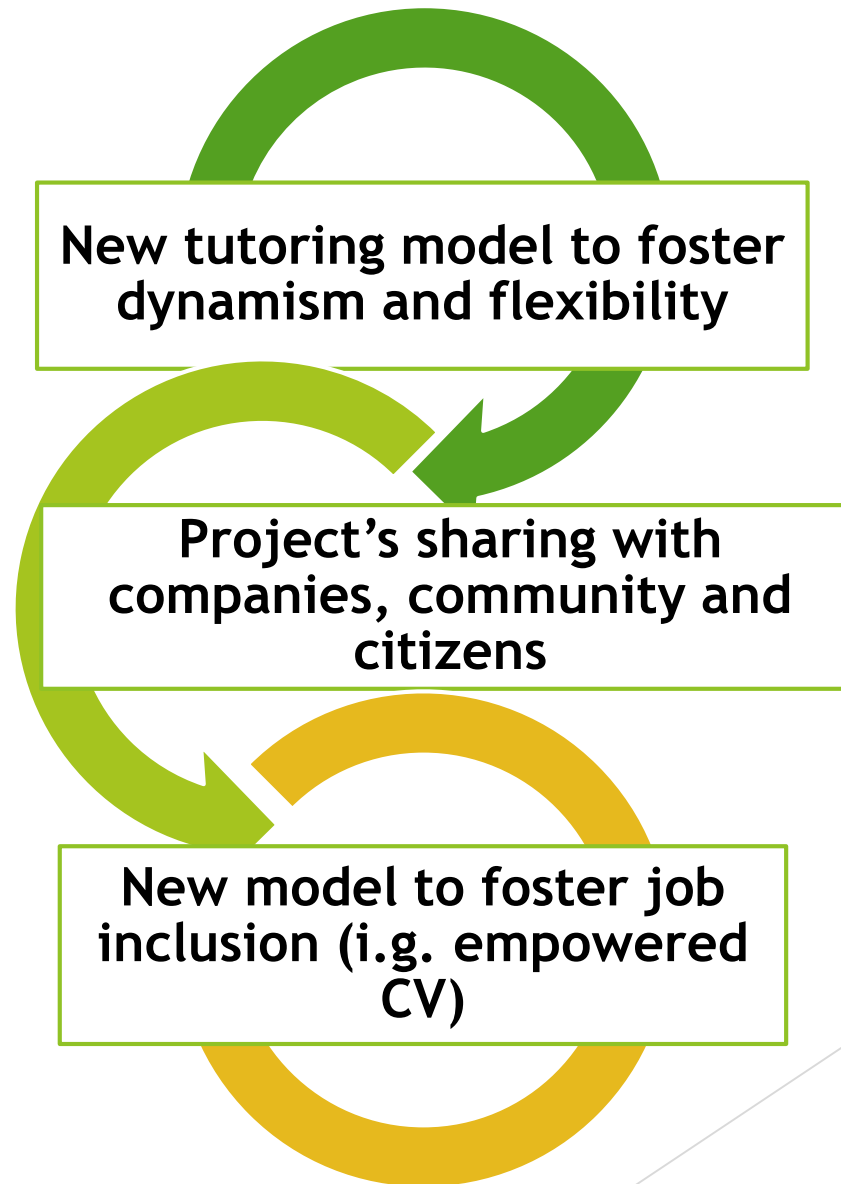 New tutoring model to foster
dynamism and flexibility
Project’s sharing with
companies, community and
citizens
New model to foster job
inclusion (i.g. empowered
CV)